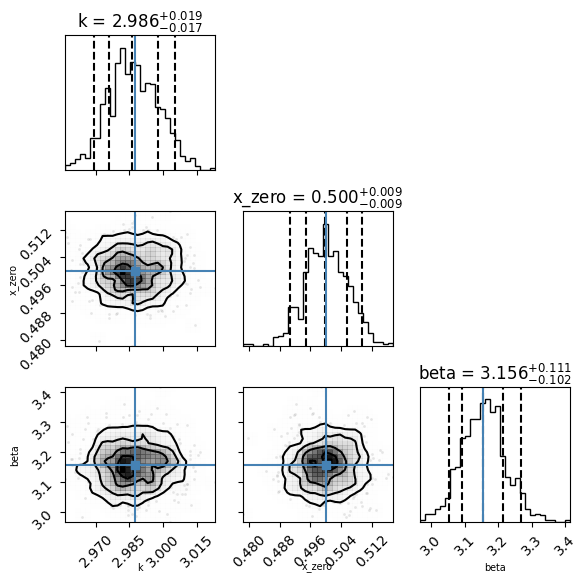 k = 2.986+0.019 −0.017
x_zero = 0.500+0.009 −0.009
x_zero
0.512
0.504
0.496
0.488
0.480
beta = 3.156+0.111 −0.102
beta
3.4
3.3
3.2
3.1
3.0
2.970 2.985 3.000 3.015
k
0.480 0.488 0.496 0.504 0.512
x_zero
3.0 3.1 3.2 3.3 3.4
beta